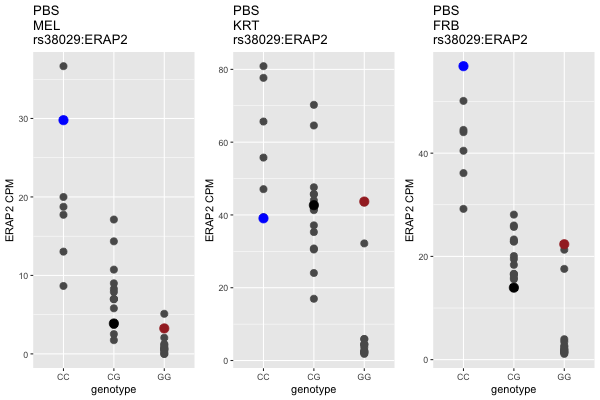 PBS
MEL
rs38029:ERAP2
ERAP2 CPM
30
20
10
0
CC
CG
GG
genotype
PBS
KRT
rs38029:ERAP2
ERAP2 CPM
80
60
40
20
0
CC
CG
GG
genotype
PBS
FRB
rs38029:ERAP2
ERAP2 CPM
40
20
0
CC
CG
GG
genotype